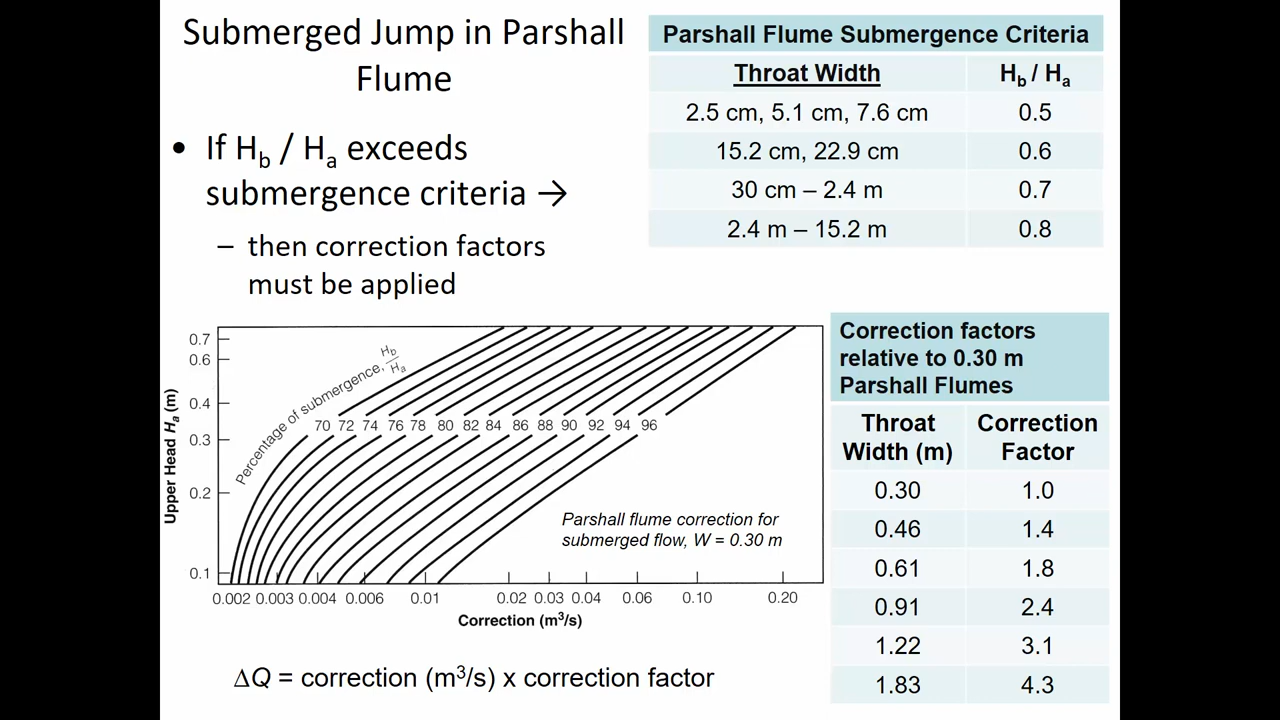 Submerged Jump in Parshall
Flume
• If Hb / Ha exceeds
submergence criteria →
– then correction factors
must be applied
Parshall Flume Submergence Criteria
Throat Width Hb / Ha
2.5 cm, 5.1 cm, 7.6 cm 0.5
15.2 cm, 22.9 cm 0.6
30 cm – 2.4 m 0.7
2.4 m – 15.2 m 0.8
Upper Head Ha (m)
0.7
0.6
0.4
0.3
0.2
0.1
Percentage of submergence, Hb/Ha
70 72 74 76 78 80 82 84 86 88 90 92 94 96
Parshall flume correction for
submerged flow, W = 0.30 m
0.002 0.003 0.004 0.006 0.01 0.02 0.03 0.04 0.06 0.10 0.20
Correction (m³/s)
Correction factors
relative to 0.30 m
Parshall Flumes
Throat Correction
Width (m) Factor
0.30 1.0
0.46 1.4
0.61 1.8
0.91 2.4
1.22 3.1
1.83 4.3
ΔQ = correction (m³/s) x correction factor